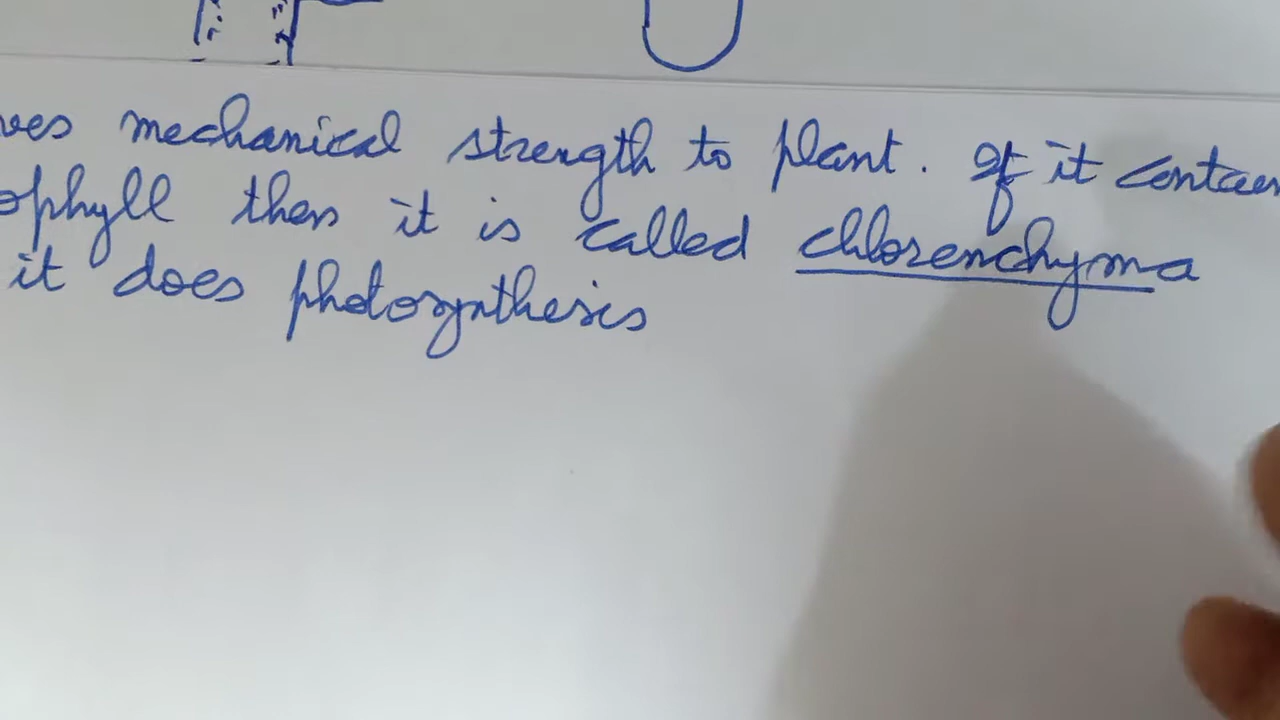 ves mechanical strength to plant. If it contain
ophyll then it is called chlorenchyma
it does photosynthesis